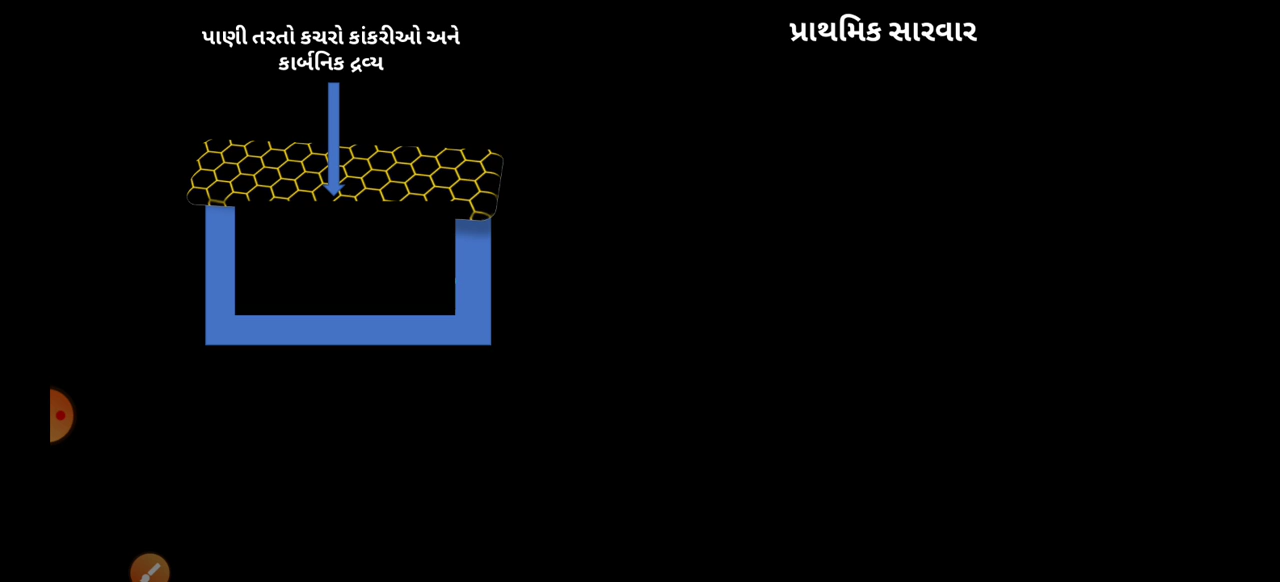 પાણી તરતો કચરો કાંકરીઓ અને
કાર્બનિક દ્રવ્ય
પ્રાથમિક સારવાર